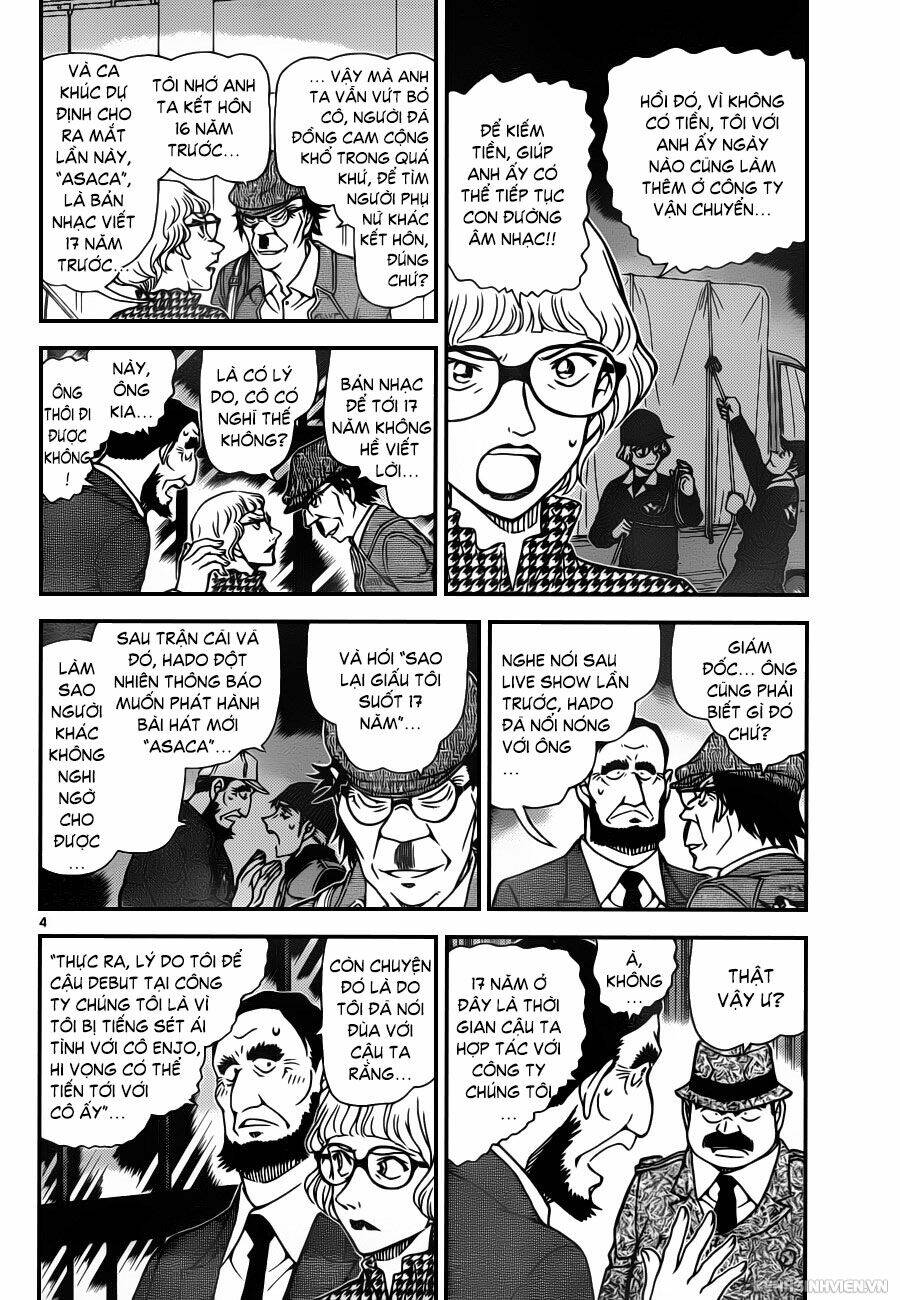 HỒI ĐÓ, VÌ KHÔNG
CÓ TIỀN, TÔI VỚI
ANH ẤY NGÀY
NÀO CŨNG LÀM
THÊM Ở CÔNG TY
VẬN CHUYỂN...
ĐỂ KIẾM
TIỀN, GIÚP
ANH ẤY CÓ
THỂ TIẾP TỤC
CON ĐƯỜNG
ÂM NHẠC!!
... VẬY MÀ ANH
TA VẪN VỨT BỎ
CÔ, NGƯỜI ĐÃ
ĐỒNG CAM CỘNG
KHỔ TRONG QUÁ
KHỨ, ĐỂ TÌM
NGƯỜI PHỤ
NỮ KHÁC
KẾT HÔN,
ĐÚNG
CHỨ?
TÔI NHỚ ANH
TA KẾT HÔN
16 NĂM
TRƯỚC...
VÀ CA
KHÚC DỰ
ĐỊNH CHO
RA MẮT
LẦN NÀY,
"ASACA",
LÀ BẢN
NHẠC VIẾT
17 NĂM
TRƯỚC...
BẢN NHẠC
ĐỂ TỚI 17
NĂM KHÔNG
HỀ VIẾT
LỜI...
LÀ CÓ LÝ
DO, CÔ CÓ
NGHĨ THẾ
KHÔNG?
NÀY,
ÔNG
KIA...
ÔNG
THÔI ĐI
ĐƯỢC
KHÔNG
!
GIÁM
ĐỐC... ÔNG
CŨNG PHẢI
BIẾT GÌ ĐÓ
CHỨ?
NGHE NÓI SAU
LIVE SHOW LẦN
TRƯỚC, HADO
ĐÃ NỔI NÓNG
VỚI ÔNG
...
VÀ HỎI "SAO
LẠI GIẤU TÔI
SUỐT 17
NĂM"...
SAU TRẬN CÃI VÃ
ĐÓ, HADO ĐỘT
NHIÊN THÔNG BÁO
MUỐN PHÁT HÀNH
BÀI HÁT MỚI
"ASACA"...
LÀM
SAO
NGƯỜI
KHÁC
KHÔNG
NGHI
NGỜ
CHO
ĐƯỢC
...
4
THẬT
VẬY Ư?
À,
KHÔNG...
17 NĂM Ở
ĐÂY LÀ THỜI
GIAN CẬU TA
HỢP TÁC VỚI
CÔNG TY
CHÚNG TÔI...
CÒN CHUYỆN
ĐÓ LÀ DO
TÔI ĐÃ NÓI
ĐÙA VỚI
CẬU TA
RẰNG...
"THỰC RA, LÝ DO TÔI ĐỂ
CẬU DEBUT TẠI CÔNG
TY CHÚNG TÔI LÀ VÌ
TÔI BỊ TIẾNG SÉT ÁI
TÌNH VỚI CÔ ENJO,
HI VỌNG CÓ THỂ
TIẾN TỚI VỚI
CÔ ẤY"...